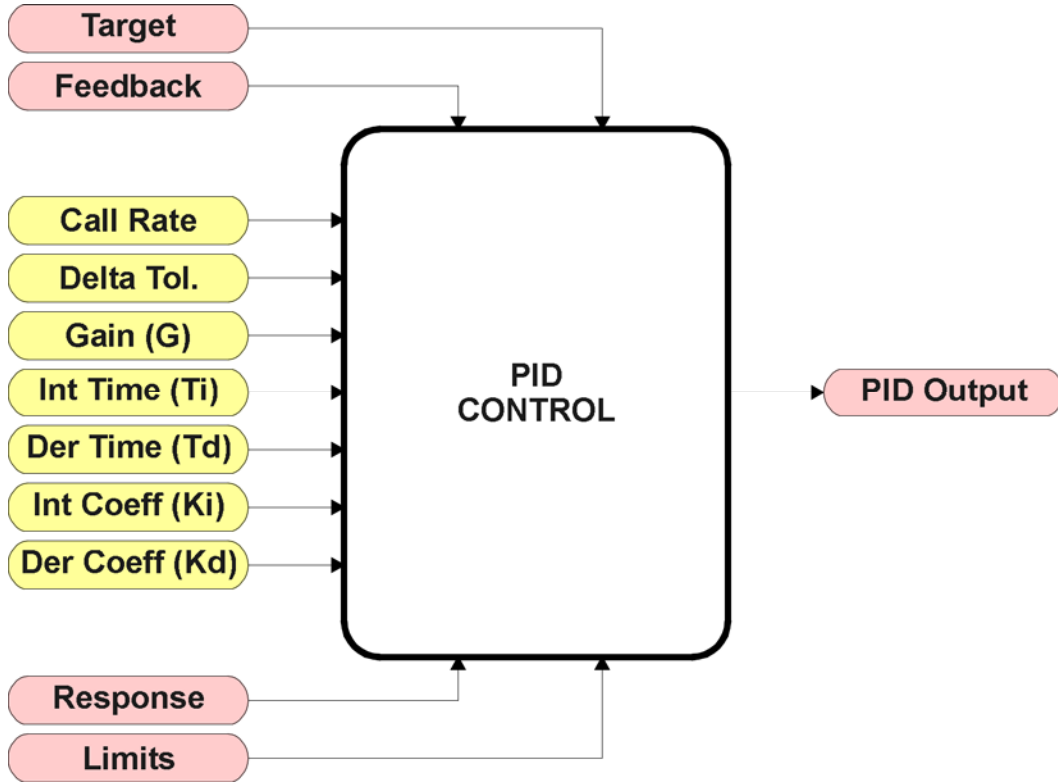 Target
Feedback
Call Rate
Delta Tol.
Gain (G)
Int Time (Ti)
Der Time (Td)
Int Coeff (Ki)
Der Coeff (Kd)
PID
CONTROL
PID Output
Response
Limits